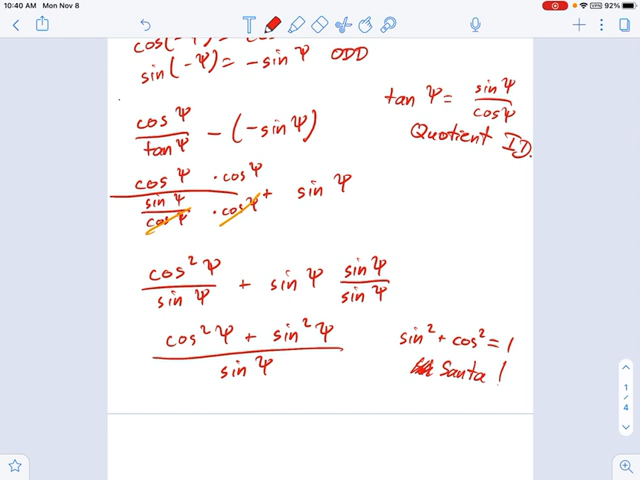 10:40 AM Mon Nov 8
92%
sin(-Ψ) = -sin Ψ ODD
tan Ψ = sin Ψ / cos Ψ
Quotient ID.
cos Ψ / tan Ψ - (-sin Ψ)
cos Ψ · cos Ψ
sin Ψ / cos Ψ · cos Ψ + sin Ψ
cos² Ψ / sin Ψ + sin Ψ sin Ψ / sin Ψ
cos² Ψ + sin² Ψ
sin Ψ
sin² + cos² = 1
Santa !
1 / 4